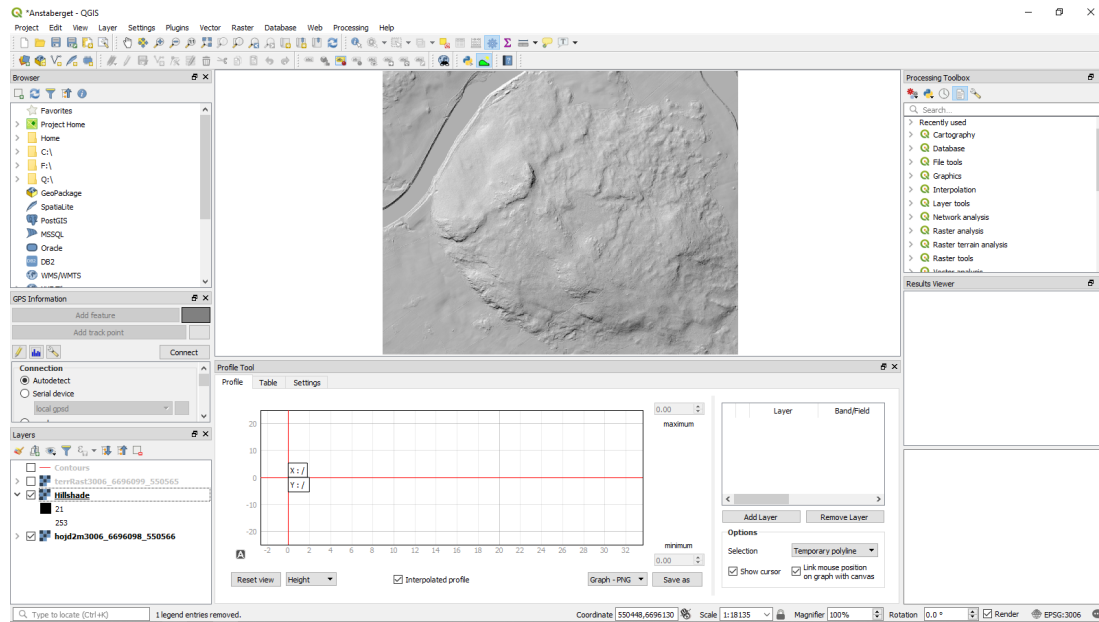 *Anstaberget - QGIS
Project Edit View Layer Settings Plugins Vector Raster Database Web Processing Help
Browser
Favorites
Project Home
Home
C:\
F:\
Q:\
GeoPackage
SpatiaLite
PostGIS
MSSQL
Oracle
DB2
WMS/WMTS
GPS Information
Add feature
Add track point
Connect
Connection
Autodetect
Serial device
local gpsd
Layers
Contours
terrRast3006_6696099_550565
Hillshade
21
253
hojd2m3006_6696098_550566
Profile Tool
Profile Table Settings
20
10
0
-10
-20
X : /
Y : /
-2 0 2 4 6 8 10 12 14 16 18 20 22 24 26 28 30 32
A
0.00
maximum
minimum
0.00
Reset view Height Interpolated profile Graph - PNG Save as
Layer Band/Field
Add Layer Remove Layer
Options
Selection Temporary polyline
Show cursor Link mouse position on graph with canvas
Processing Toolbox
Search...
Recently used
Cartography
Database
File tools
Graphics
Interpolation
Layer tools
Network analysis
Raster analysis
Raster terrain analysis
Raster tools
Vector analysis
Results Viewer
Type to locate (Ctrl+K) 1 legend entries removed. Coordinate 550448,6696130 Scale 1:18135 Magnifier 100% Rotation 0.0 ° Render EPSG:3006